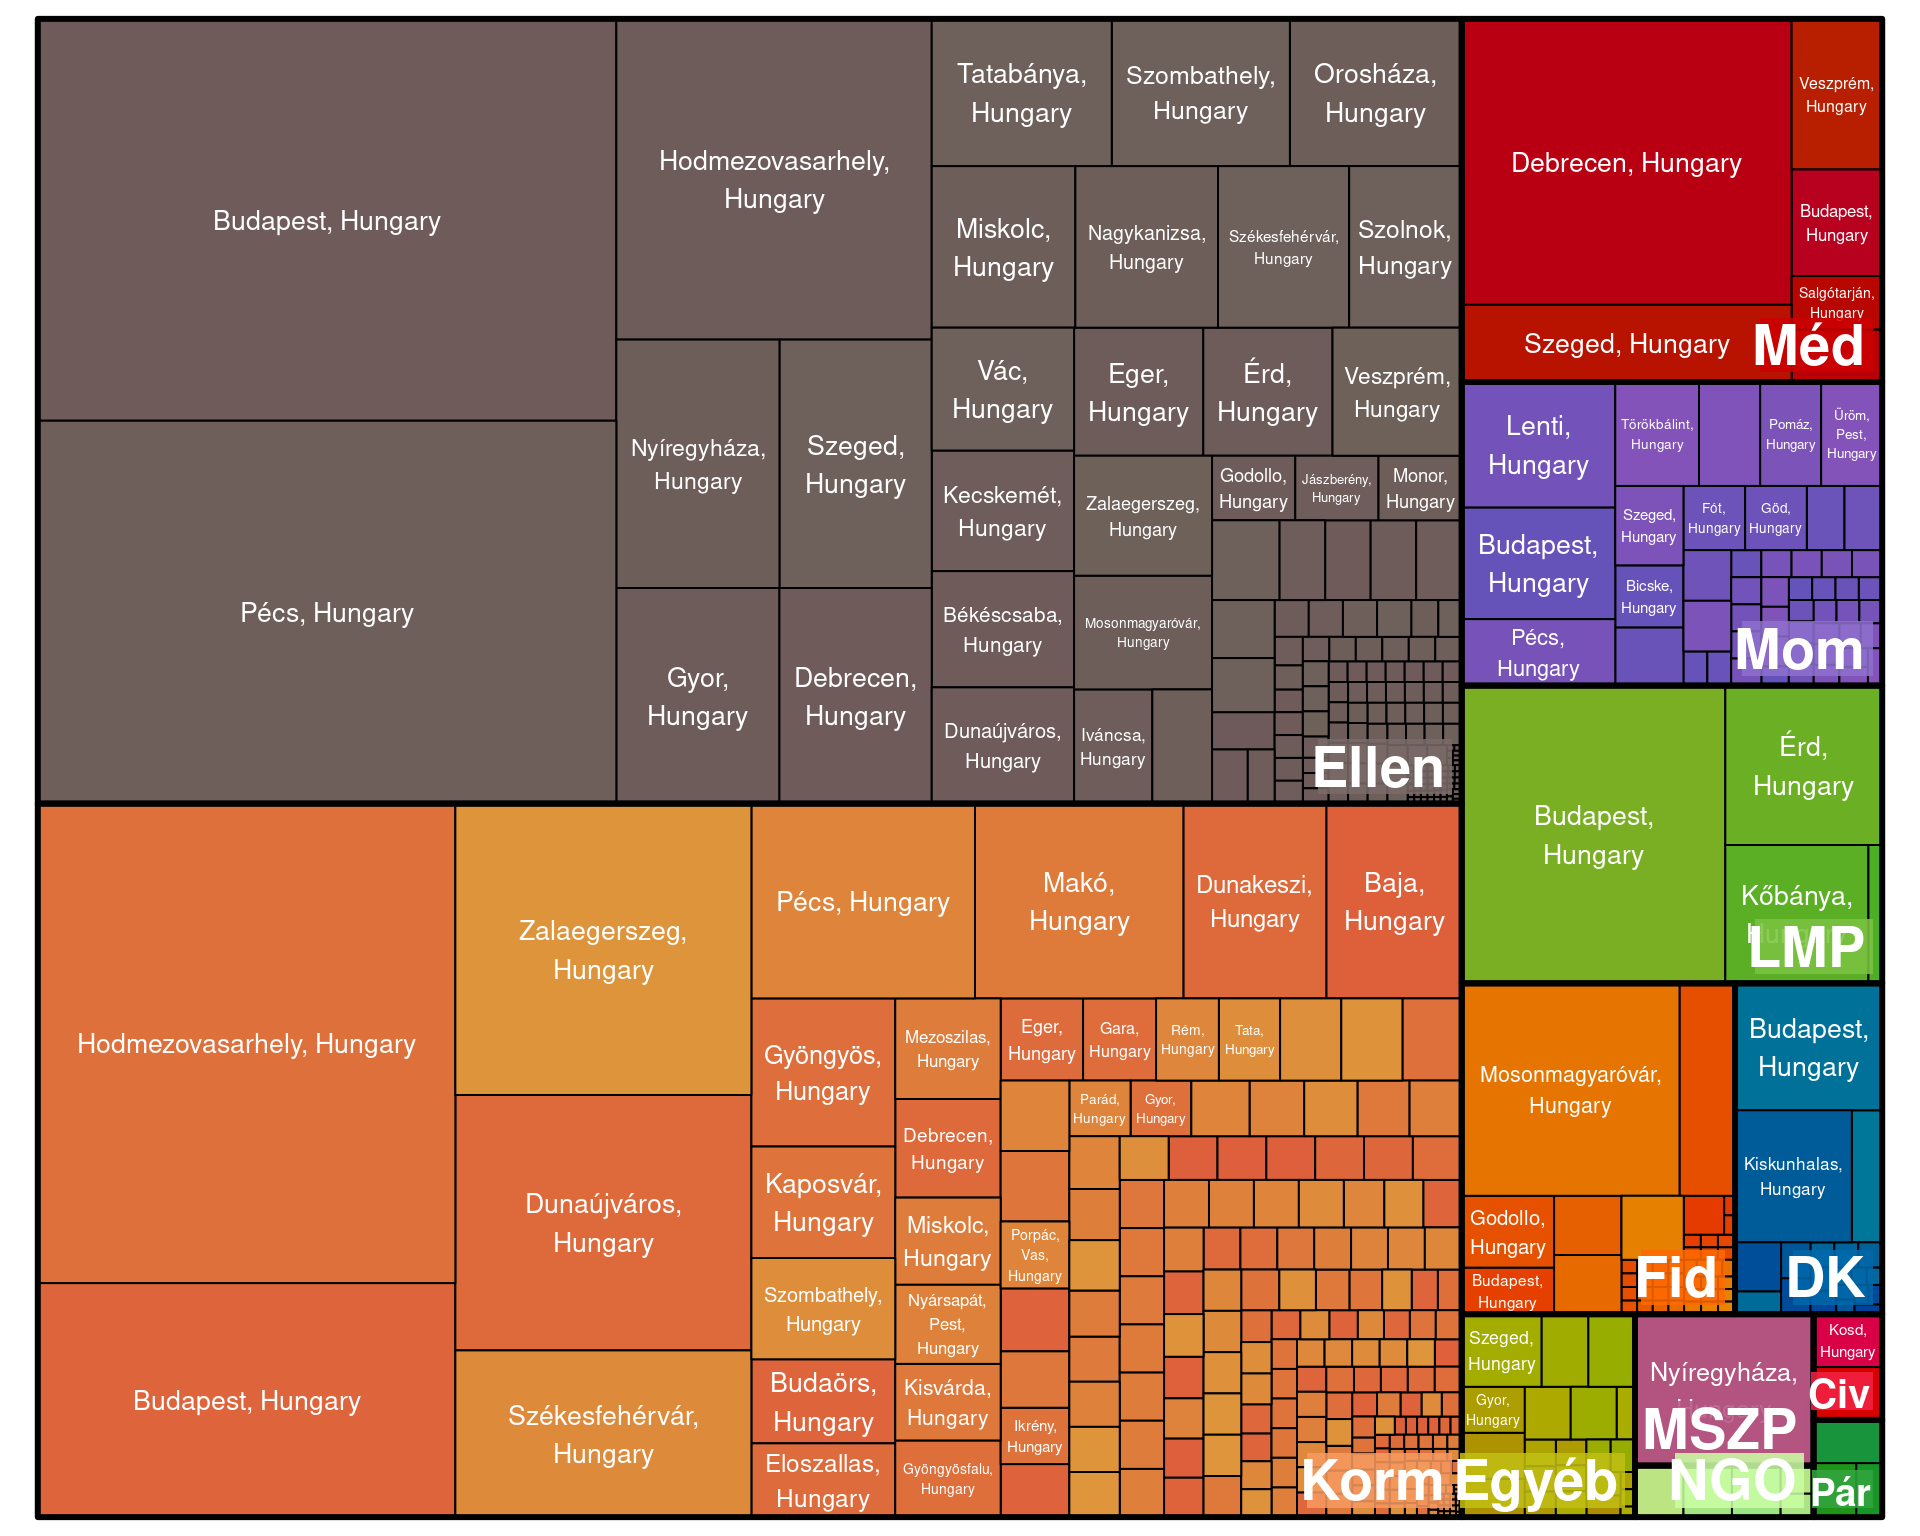 Budapest, Hungary
Pécs, Hungary
Hodmezovasarhely,
Hungary
Nyíregyháza,
Hungary
Szeged,
Hungary
Gyor,
Hungary
Debrecen,
Hungary
Tatabánya,
Hungary
Szombathely,
Hungary
Orosháza,
Hungary
Miskolc,
Hungary
Nagykanizsa,
Hungary
Székesfehérvár,
Hungary
Szolnok,
Hungary
Vác,
Hungary
Eger,
Hungary
Érd,
Hungary
Veszprém,
Hungary
Kecskemét,
Hungary
Zalaegerszeg,
Hungary
Godollo,
Hungary
Jászberény,
Hungary
Monor,
Hungary
Békéscsaba,
Hungary
Mosonmagyaróvár,
Hungary
Dunaújváros,
Hungary
Iváncsa,
Hungary
Ellen
Hodmezovasarhely, Hungary
Budapest, Hungary
Zalaegerszeg,
Hungary
Dunaújváros,
Hungary
Székesfehérvár,
Hungary
Pécs, Hungary
Makó,
Hungary
Dunakeszi,
Hungary
Baja,
Hungary
Gyöngyös,
Hungary
Kaposvár,
Hungary
Szombathely,
Hungary
Budaörs,
Hungary
Eloszallas,
Hungary
Mezoszilas,
Hungary
Debrecen,
Hungary
Miskolc,
Hungary
Nyársapát,
Pest,
Hungary
Kisvárda,
Hungary
Gyöngyösfalu,
Hungary
Eger,
Hungary
Gara,
Hungary
Rém,
Hungary
Tata,
Hungary
Parád,
Hungary
Gyor,
Hungary
Porpác,
Vas,
Hungary
Ikrény,
Hungary
Korm
Debrecen, Hungary
Szeged, Hungary
Veszprém,
Hungary
Budapest,
Hungary
Salgótarján,
Hungary
Méd
Lenti,
Hungary
Budapest,
Hungary
Pécs,
Hungary
Törökbálint,
Hungary
Pomáz,
Hungary
Üröm,
Pest,
Hungary
Szeged,
Hungary
Fót,
Hungary
Göd,
Hungary
Bicske,
Hungary
Mom
Budapest,
Hungary
Érd,
Hungary
Kőbánya,
Hungary
LMP
Mosonmagyaróvár,
Hungary
Godollo,
Hungary
Budapest,
Hungary
Fid
Budapest,
Hungary
Kiskunhalas,
Hungary
DK
Szeged,
Hungary
Gyor,
Hungary
Egyéb
Nyíregyháza,
Hungary
MSZP
NGO
Kosd,
Hungary
Civ
Pár